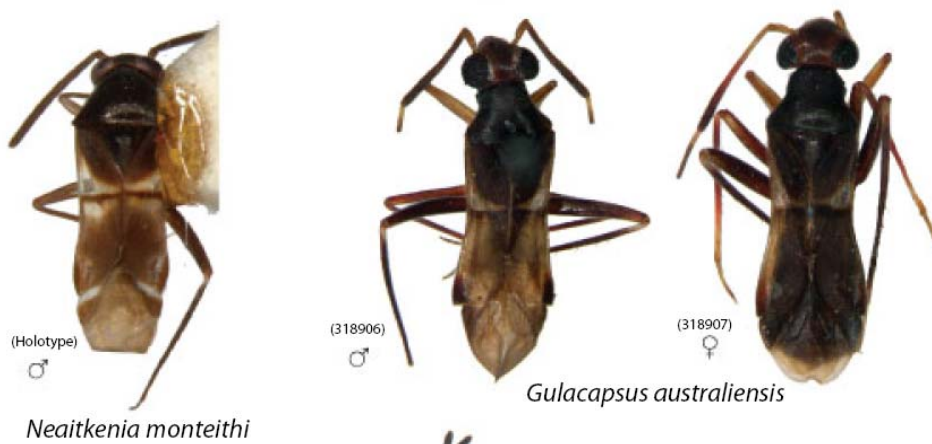 (Holotype)
♂
Neaitkenia monteithi
(318906)
♂
(318907)
♀
Gulacapsus australiensis